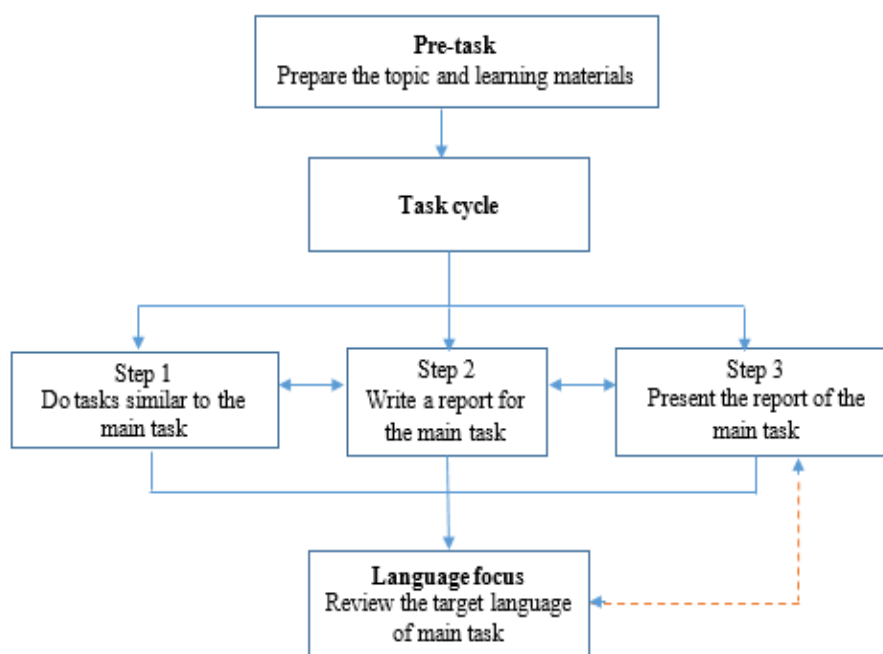 Pre-task
Prepare the topic and learning materials
Task cycle
Step 1
Do tasks similar to the
main task
Step 2
Write a report for
the main task
Step 3
Present the report of the
main task
Language focus
Review the target language
of main task